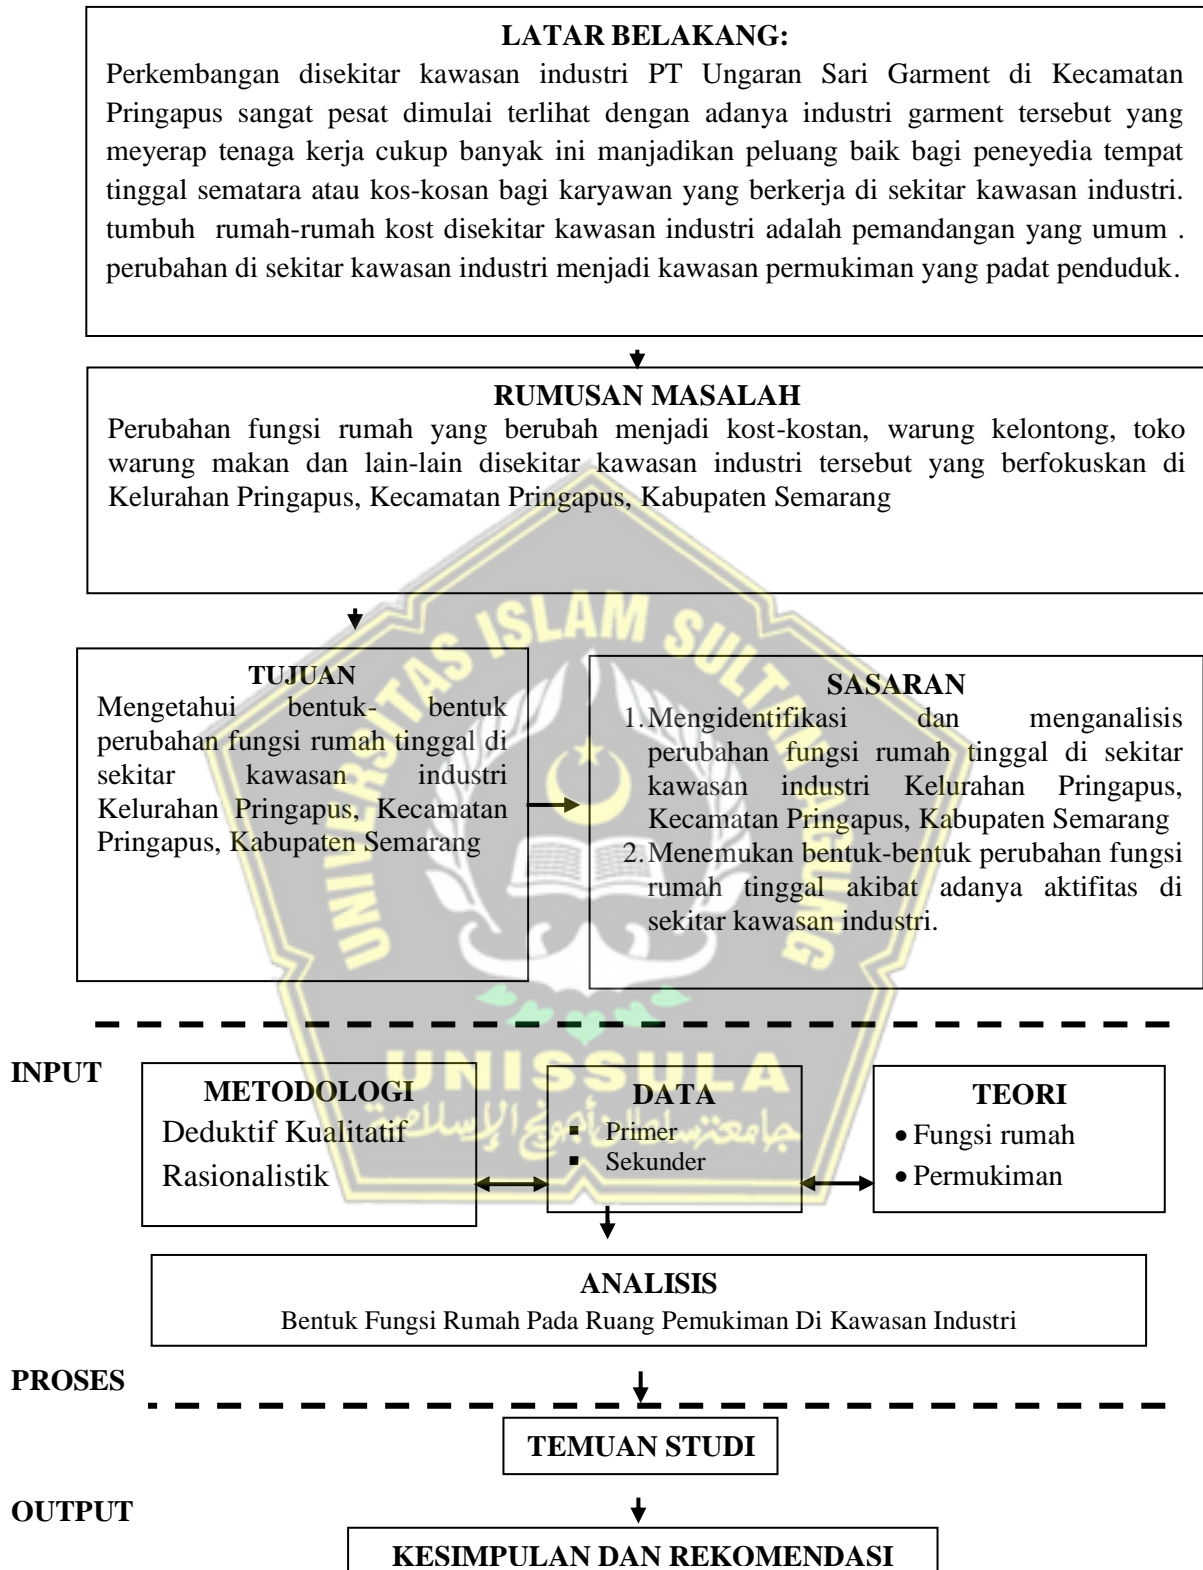 LATAR BELAKANG:
Perkembangan disekitar kawasan industri PT Ungaran Sari Garment di Kecamatan
Pringapus sangat pesat dimulai terlihat dengan adanya industri garment tersebut yang
meyerap tenaga kerja cukup banyak ini manjadikan peluang baik bagi peneyedia tempat
tinggal sematara atau kos-kosan bagi karyawan yang berkerja di sekitar kawasan industri.
tumbuh rumah-rumah kost disekitar kawasan industri adalah pemandangan yang umum .
perubahan di sekitar kawasan industri menjadi kawasan permukiman yang padat penduduk.
RUMUSAN MASALAH
Perubahan fungsi rumah yang berubah menjadi kost-kostan, warung kelontong, toko
warung makan dan lain-lain disekitar kawasan industri tersebut yang berfokuskan di
Kelurahan Pringapus, Kecamatan Pringapus, Kabupaten Semarang
UNIVERSITAS ISLAM SULTAN AGUNG
TUJUAN
Mengetahui bentuk- bentuk
perubahan fungsi rumah tinggal di
sekitar kawasan industri
Kelurahan Pringapus, Kecamatan
Pringapus, Kabupaten Semarang
SASARAN
1. Mengidentifikasi dan menganalisis
perubahan fungsi rumah tinggal di sekitar
kawasan industri Kelurahan Pringapus,
Kecamatan Pringapus, Kabupaten Semarang
2. Menemukan bentuk-bentuk perubahan fungsi
rumah tinggal akibat adanya aktifitas di
sekitar kawasan industri.
INPUT
UNISSULA
جامعة سلطان أجونج الإسلامية
METODOLOGI
Deduktif Kualitatif
Rasionalistik
DATA
▪ Primer
▪ Sekunder
TEORI
• Fungsi rumah
• Permukiman
ANALISIS
Bentuk Fungsi Rumah Pada Ruang Pemukiman Di Kawasan Industri
PROSES
TEMUAN STUDI
OUTPUT
KESIMPULAN DAN REKOMENDASI